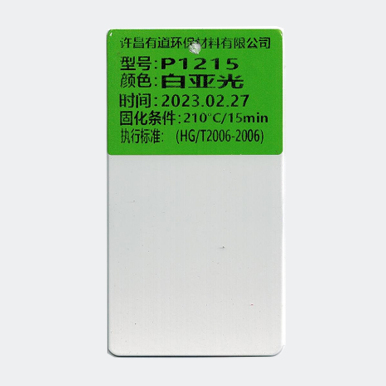 许昌有道环保材料有限公司
型号:P1215
颜色:白亚光
时间:2023.02.27
固化条件:210℃/15min
执行标准:(HG/T2006-2006)